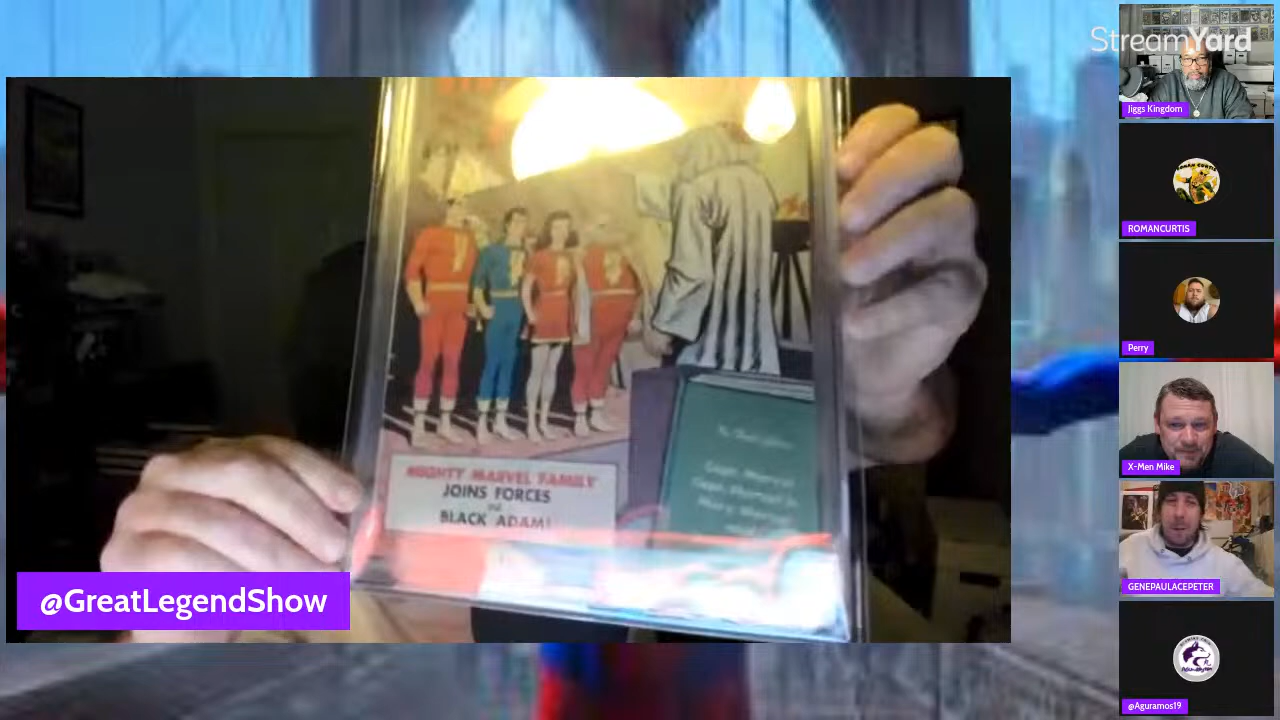 StreamYard
Jiggs Kingdom
ROMANCURTIS
Perry
X-Men Mike
GENEPAULACEPETER
@Aguramos19
MIGHTY MARVEL FAMILY
JOINS FORCES
BLACK ADAM!
@GreatLegendShow